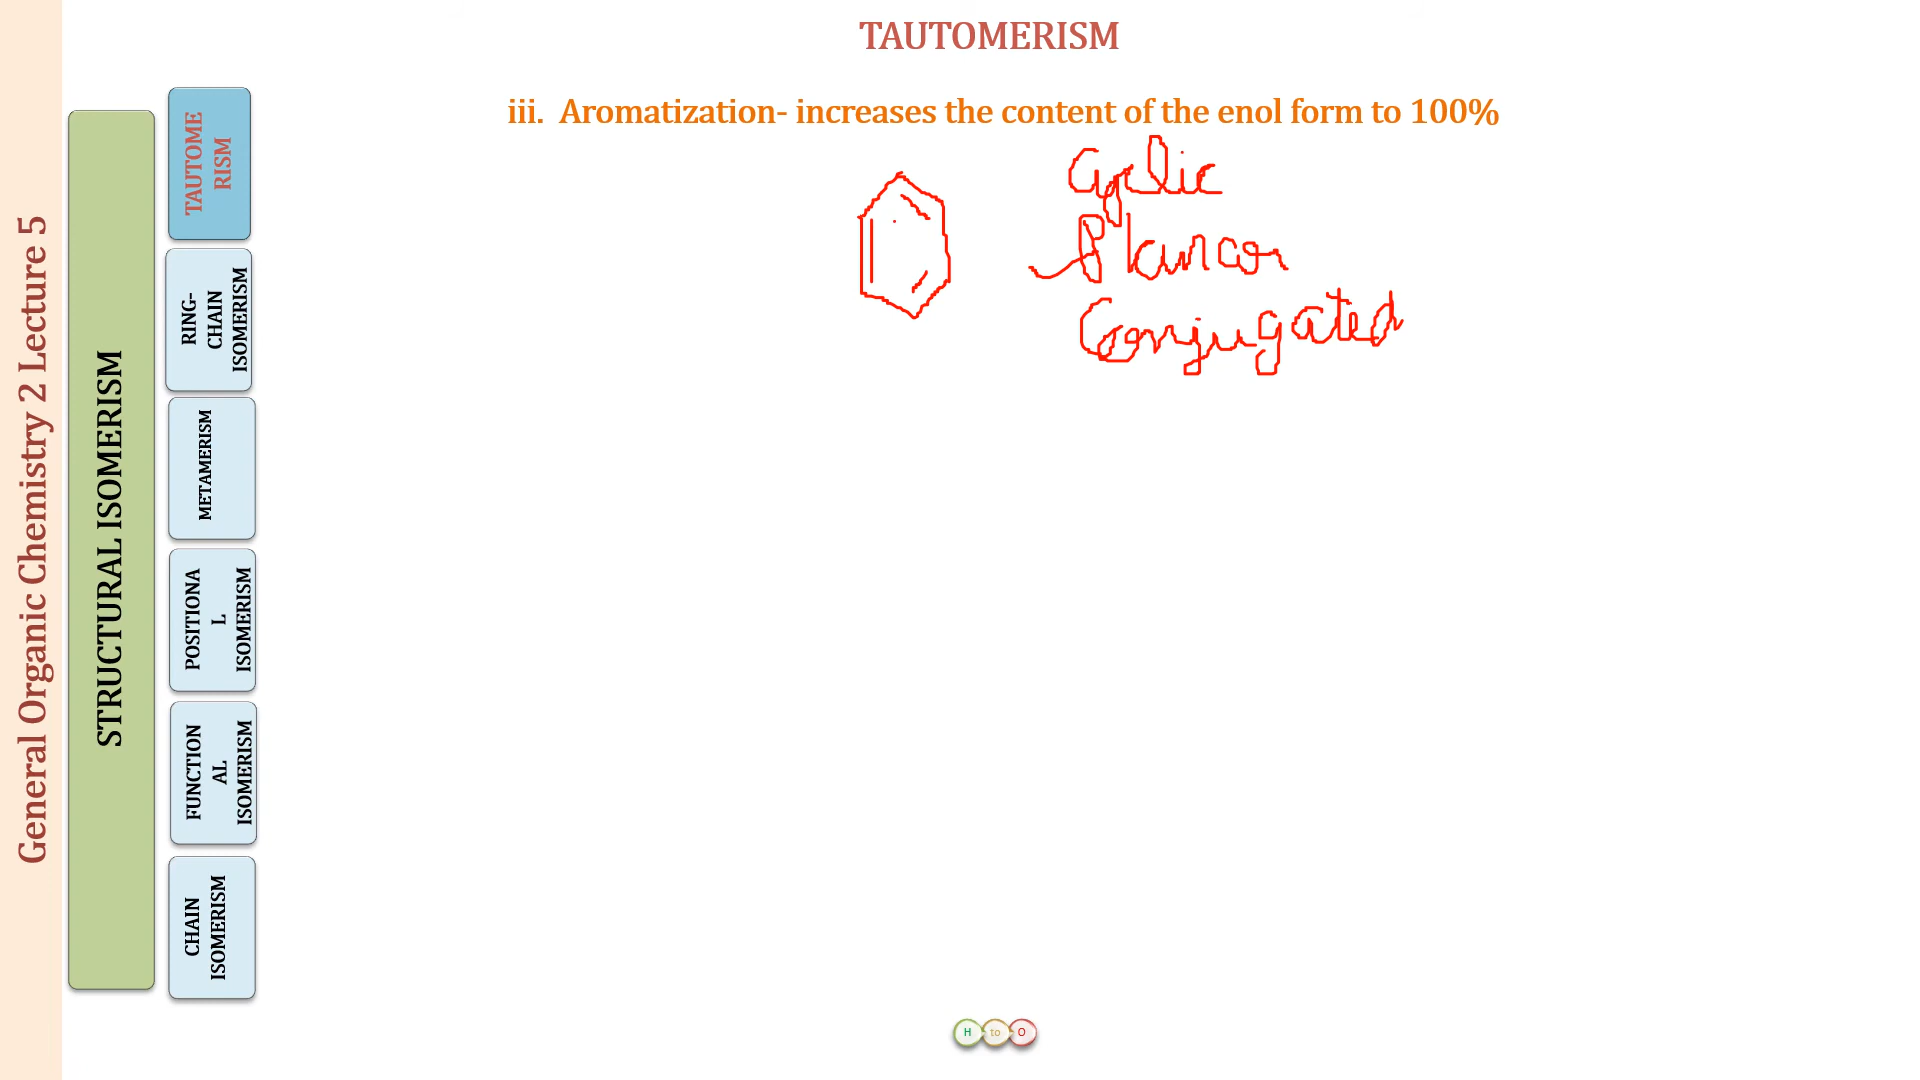 TAUTOMERISM
iii. Aromatization- increases the content of the enol form to 100%
Cyclic
Planar
Conjugated
General Organic Chemistry 2 Lecture 5
STRUCTURAL ISOMERISM
TAUTOME
RISM
RING-
CHAIN
ISOMERISM
METAMERISM
POSITIONA
L
ISOMERISM
FUNCTION
AL
ISOMERISM
CHAIN
ISOMERISM
H to O